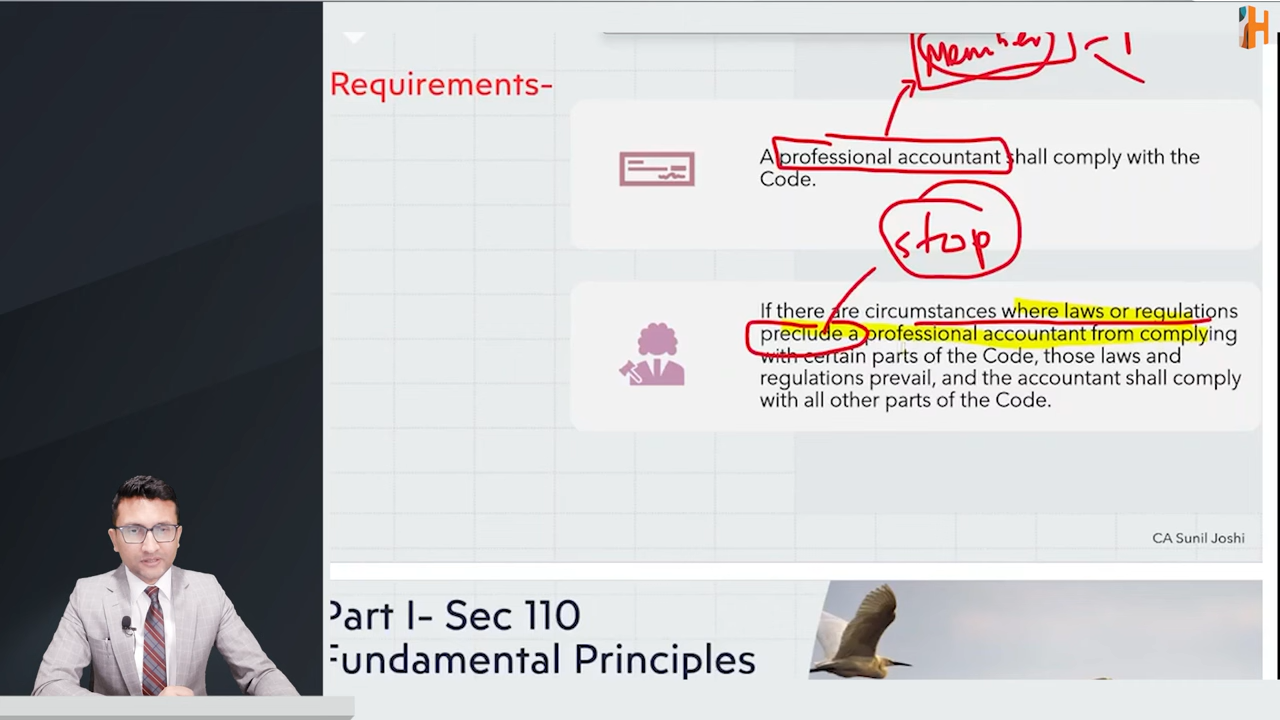 H
(Member)
Requirements-
A professional accountant shall comply with the
Code.
stop
If there are circumstances where laws or regulations
preclude a professional accountant from complying
with certain parts of the Code, those laws and
regulations prevail, and the accountant shall comply
with all other parts of the Code.
CA Sunil Joshi
Part I- Sec 110
Fundamental Principles